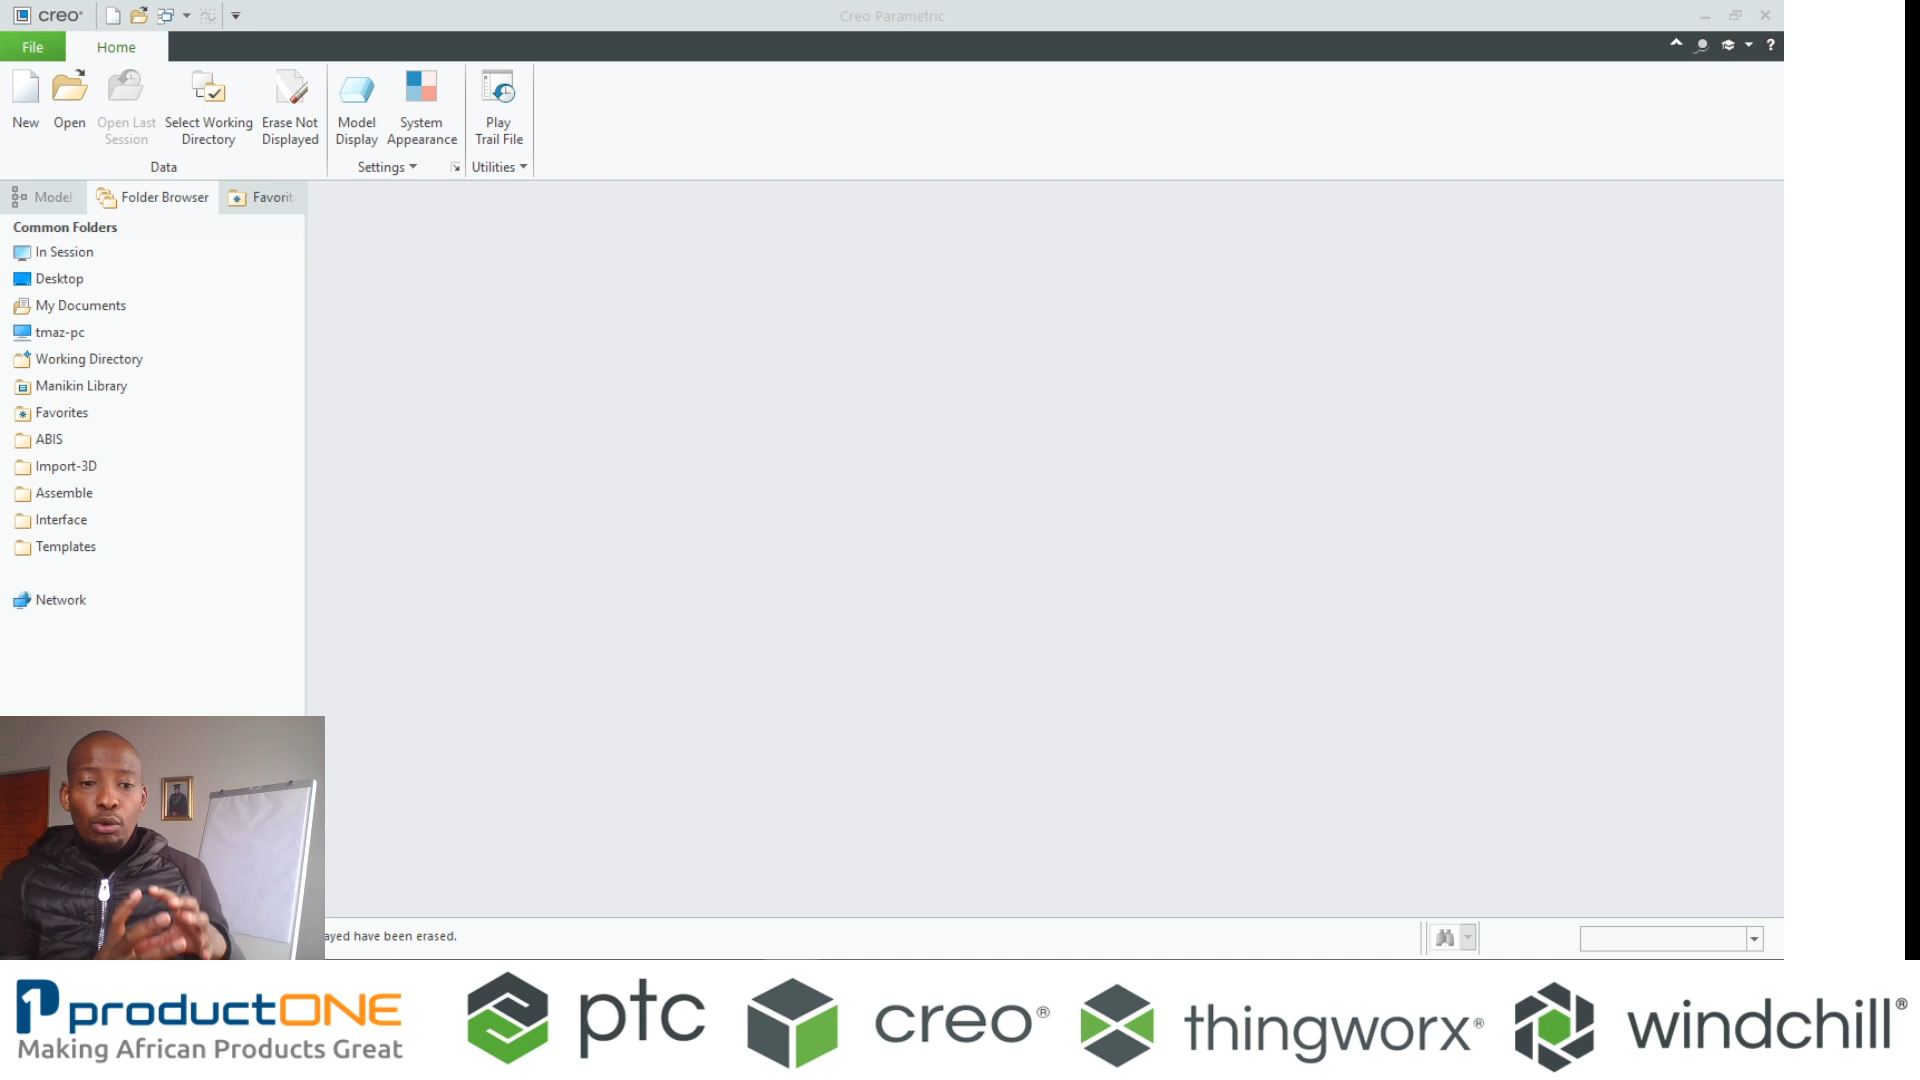 creo®
Creo Parametric
File
Home
?
New
Open
Open Last
Session
Select Working
Directory
Erase Not
Displayed
Model
Display
System
Appearance
Play
Trail File
Data
Settings
Utilities
Model
Folder Browser
Favorit
Common Folders
In Session
Desktop
My Documents
tmaz-pc
Working Directory
Manikin Library
Favorites
ABIS
Import-3D
Assemble
Interface
Templates
Network
ayed have been erased.
1 productONE
Making African Products Great
ptc
creo®
thingworx®
windchill®